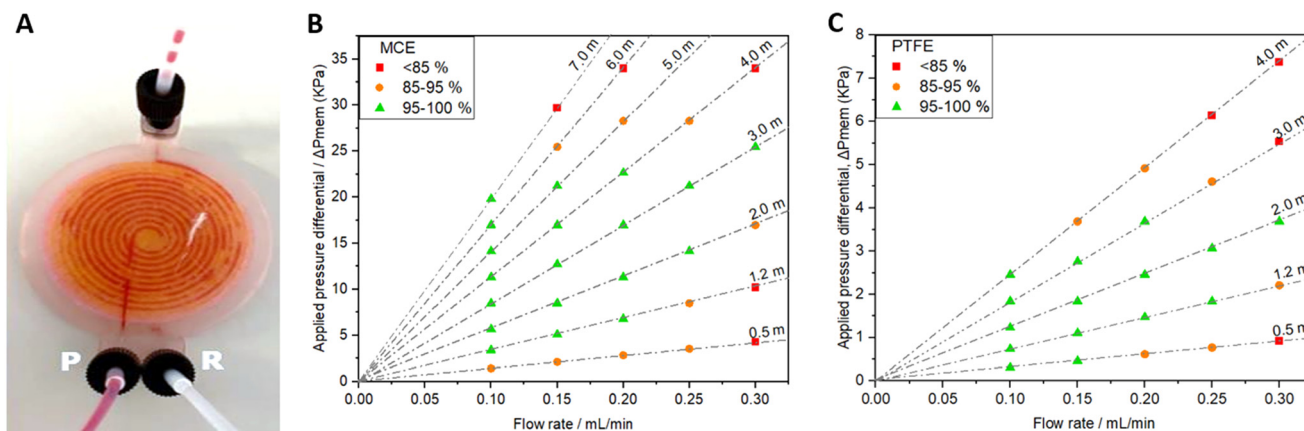 A
P
R
B
Applied pressure differential / ΔPmem (KPa)
35
30
25
20
15
10
5
0
MCE
<85 %
85-95 %
95-100 %
7.0 m
6.0 m
5.0 m
4.0 m
3.0 m
2.0 m
1.2 m
0.5 m
0.00 0.05 0.10 0.15 0.20 0.25 0.30
Flow rate / mL/min
C
Applied pressure differential, ΔPmem (KPa)
8
7
6
5
4
3
2
1
0
PTFE
<85 %
85-95 %
95-100 %
4.0 m
3.0 m
2.0 m
1.2 m
0.5 m
0.00 0.05 0.10 0.15 0.20 0.25 0.30
Flow rate / mL/min